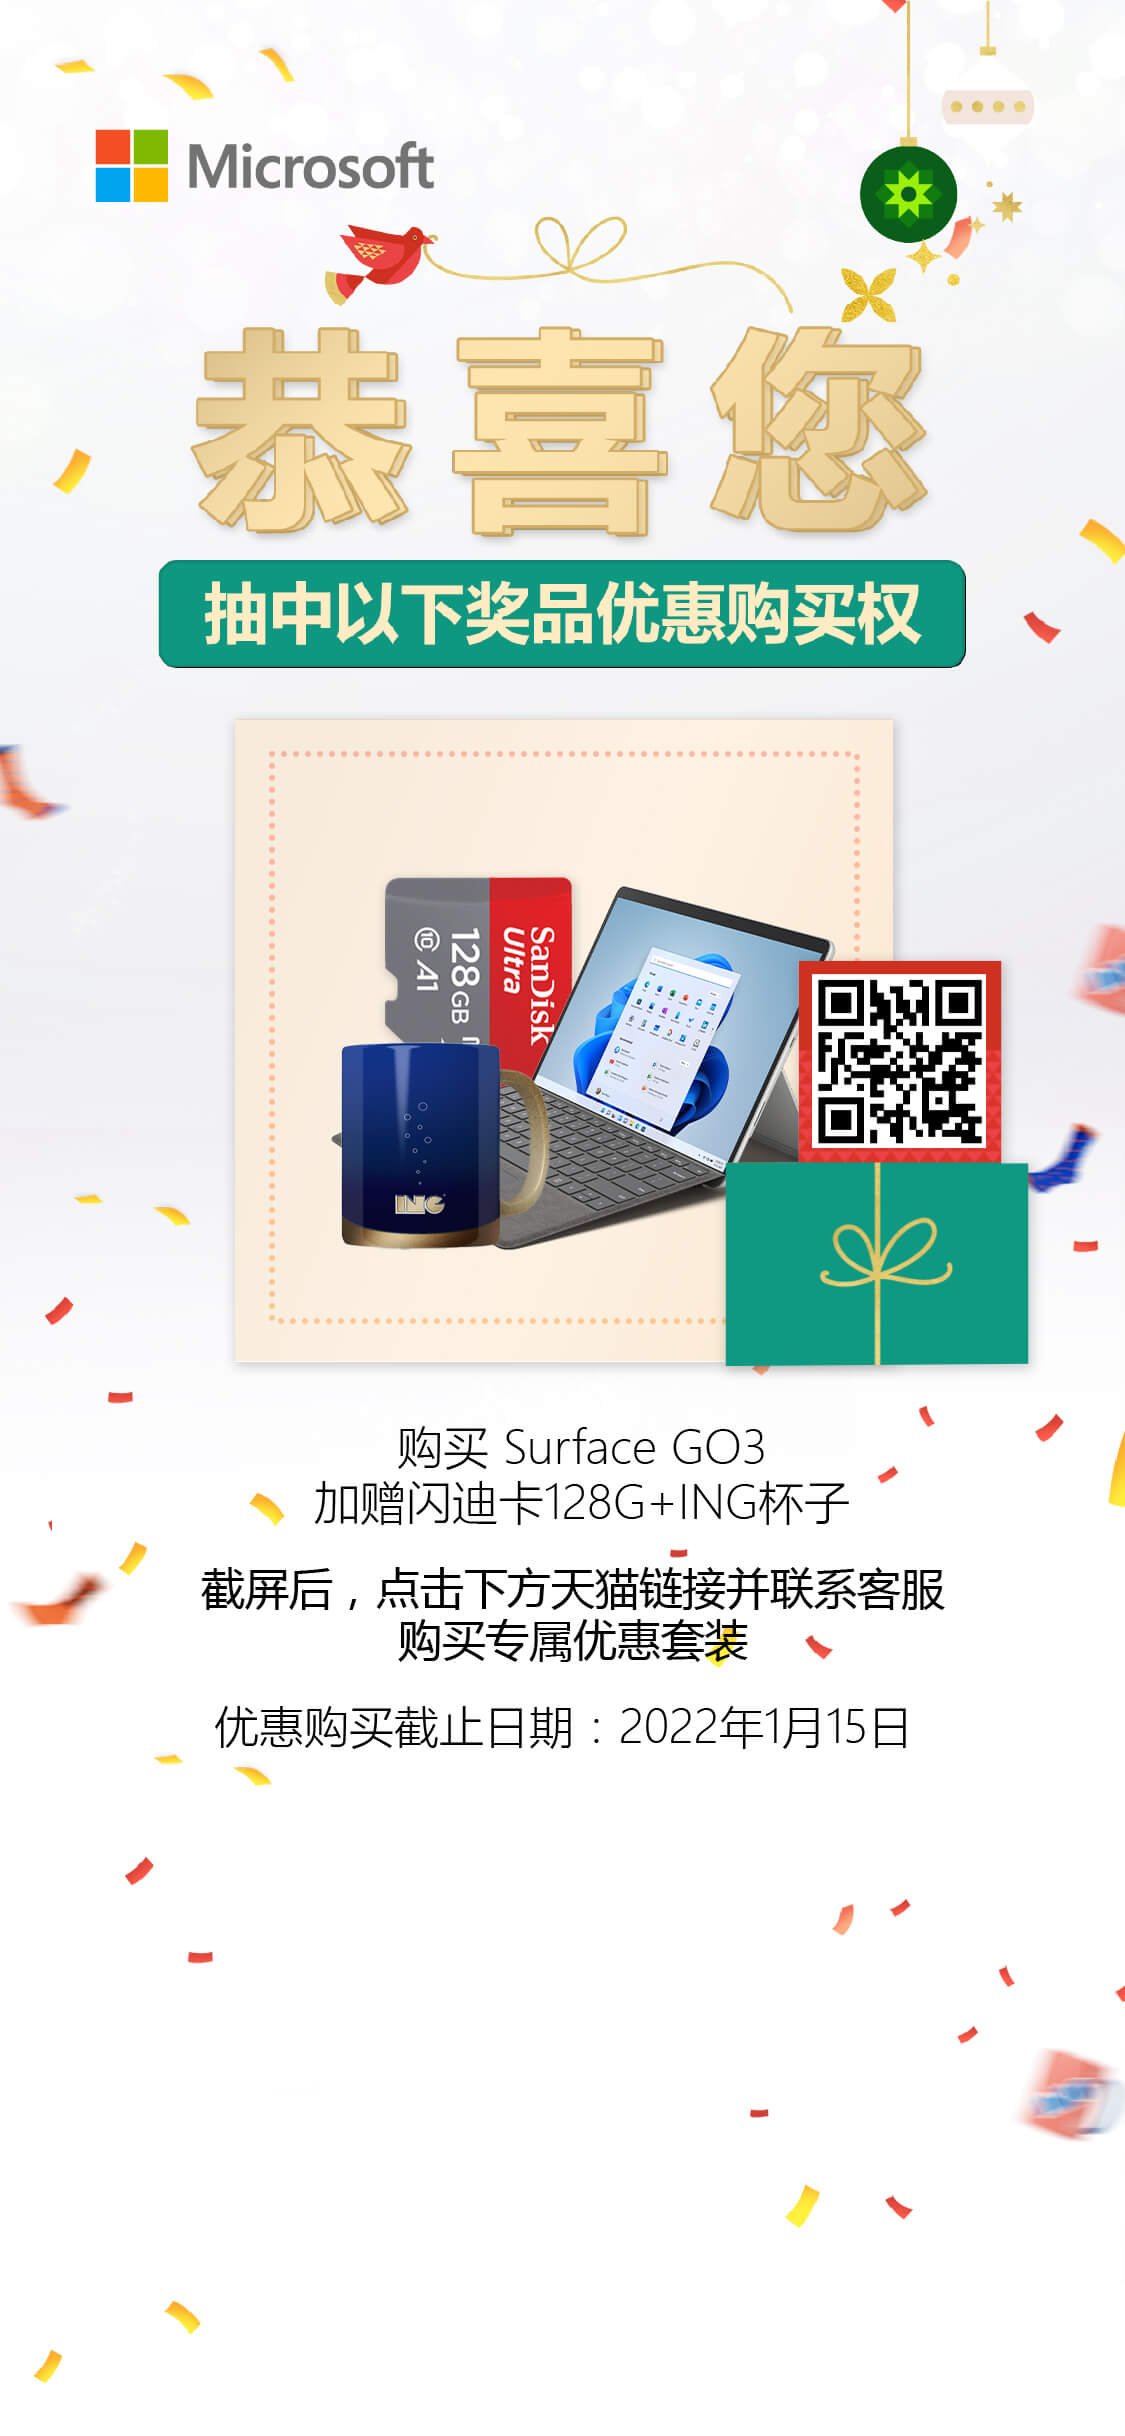 Microsoft
恭喜您
抽中以下奖品优惠购买权
SanDisk
Ultra
128GB
A1
ING
购买 Surface GO3
加赠闪迪卡128G+ING杯子
截屏后，点击下方天猫链接并联系客服
购买专属优惠套装
优惠购买截止日期：2022年1月15日